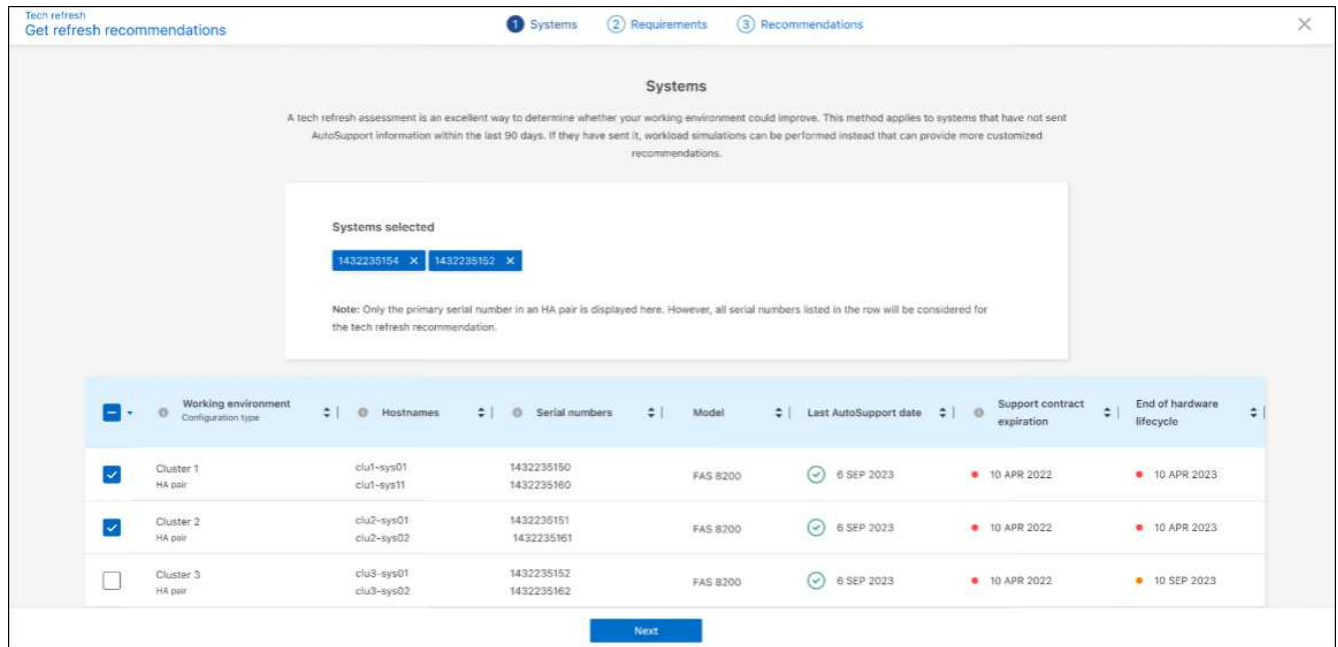 Tech refresh
Get refresh recommendations
1 Systems 2 Requirements 3 Recommendations
Systems
A tech refresh assessment is an excellent way to determine whether your working environment could improve. This method applies to systems that have not sent
AutoSupport information within the last 90 days. If they have sent it, workload simulations can be performed instead that can provide more customized
recommendations.
Systems selected
1432235154 × 1432235152 ×
Note: Only the primary serial number in an HA pair is displayed here. However, all serial numbers listed in the row will be considered for
the tech refresh recommendation.
Working environment
Configuration type
Hostnames
Serial numbers
Model
Last AutoSupport date
Support contract
expiration
End of hardware
lifecycle
Cluster 1 clu1-sys01 1432235150
HA pair clu1-sys11 1432235160
FAS 8200 6 SEP 2023 10 APR 2022 10 APR 2023
Cluster 2 clu2-sys01 1432235151
HA pair clu2-sys02 1432235161
FAS 8200 6 SEP 2023 10 APR 2022 10 APR 2023
Cluster 3 clu3-sys01 1432235152
HA pair clu3-sys02 1432235162
FAS 8200 6 SEP 2023 10 APR 2022 10 SEP 2023
Next